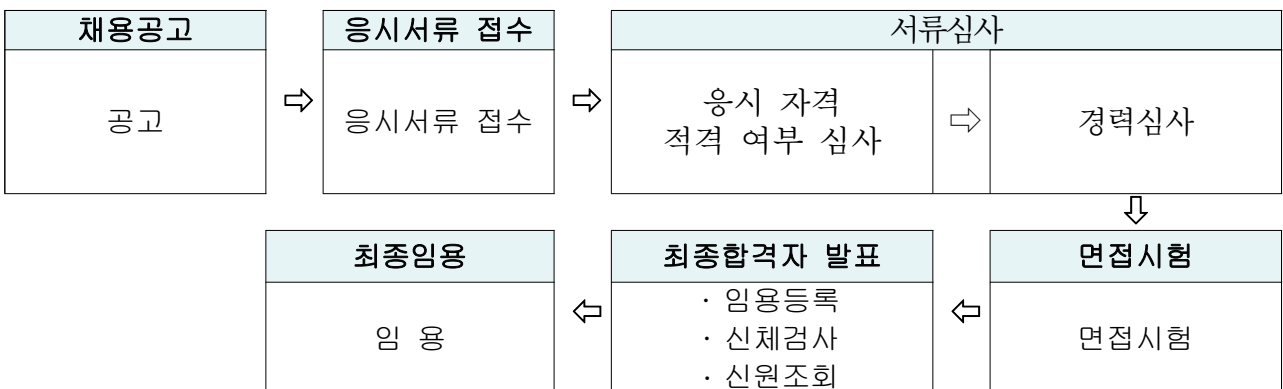 채용공고
응시서류 접수
서류심사
공고
응시서류 접수
응시 자격
적격 여부 심사
경력심사
최종임용
최종합격자 발표
면접시험
임 용
· 임용등록
· 신체검사
· 신원조회
면접시험